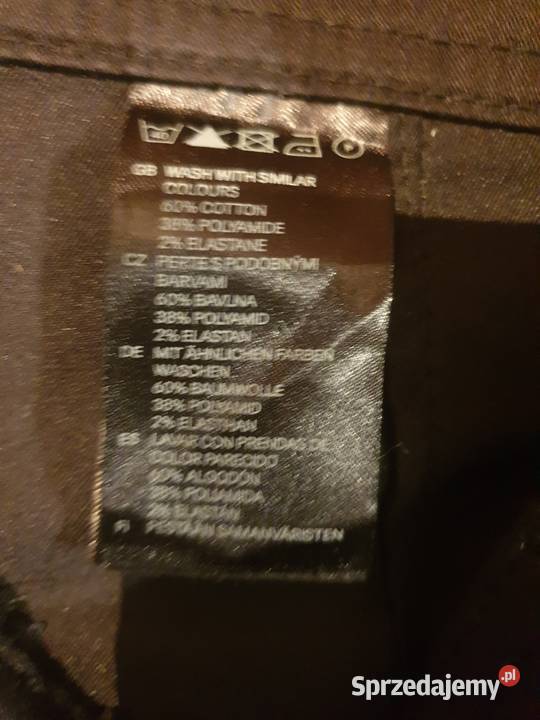 40
GB WASH WITH SIMILAR
COLOURS
60% COTTON
38% POLYAMIDE
2% ELASTANE
CZ PERTE S PODOBNÝMI
BARVAMI
60% BAVLNA
38% POLYAMID
2% ELASTAN
DE MIT ÄHNLICHEN FARBEN
WASCHEN
60% BAUMWOLLE
38% POLYAMID
2% ELASTHAN
ES LAVAR CON PRENDAS DE
COLOR PARECIDO
60% ALGODÓN
38% POLIAMIDA
2% ELASTÁN
FI PESTÄÄN SAMANVÄRISTEN
Sprzedajemy.pl